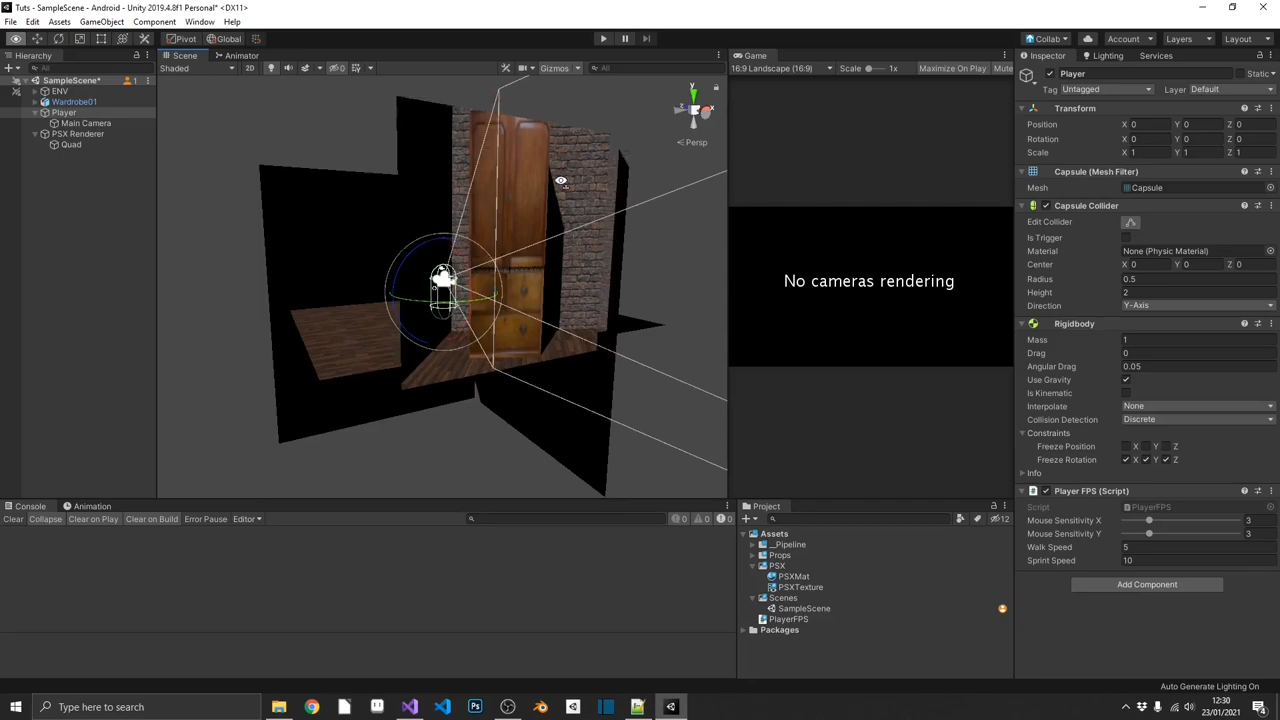 Tuts - SampleScene - Android - Unity 2019.4.8f1 Personal* <DX11>
File Edit Assets GameObject Component Window Help
Pivot Global Collab Account Layers Layout
Hierarchy
All
SampleScene*
1
ENV
Wardrobe01
Player
Main Camera
PSX Renderer
Quad
Scene Animator
Shaded 2D 0 Gizmos All
y
x
z
Persp
Game
16:9 Landscape (16:9) Scale 1x Maximize On Play Mute
No cameras rendering
Inspector Lighting Services
Player Static
Tag Untagged Layer Default
Transform
Position X 0 Y 0 Z 0
Rotation X 0 Y 0 Z 0
Scale X 1 Y 1 Z 1
Capsule (Mesh Filter)
Mesh Capsule
Capsule Collider
Edit Collider
Is Trigger
Material None (Physic Material)
Center X 0 Y 0 Z 0
Radius 0.5
Height 2
Direction Y-Axis
Rigidbody
Mass 1
Drag 0
Angular Drag 0.05
Use Gravity
Is Kinematic
Interpolate None
Collision Detection Discrete
Constraints
Freeze Position X Y Z
Freeze Rotation X Y Z
Info
Player FPS (Script)
Script PlayerFPS
Mouse Sensitivity X 3
Mouse Sensitivity Y 3
Walk Speed 5
Sprint Speed 10
Add Component
Console Animation
Clear Collapse Clear on Play Clear on Build Error Pause Editor 0 0 0
Project
12
Assets
__Pipeline
Props
PSX
PSXMat
PSXTexture
Scenes
SampleScene
PlayerFPS
Packages
Auto Generate Lighting On
Type here to search
12:30
23/01/2021